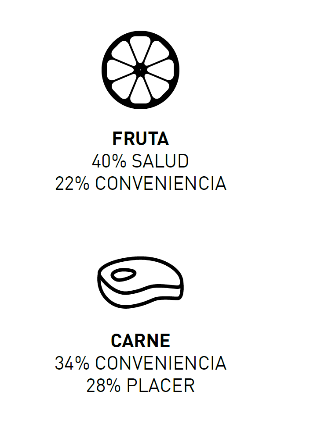 FRUTA
40% SALUD
22% CONVENIENCIA
CARNE
34% CONVENIENCIA
28% PLACER